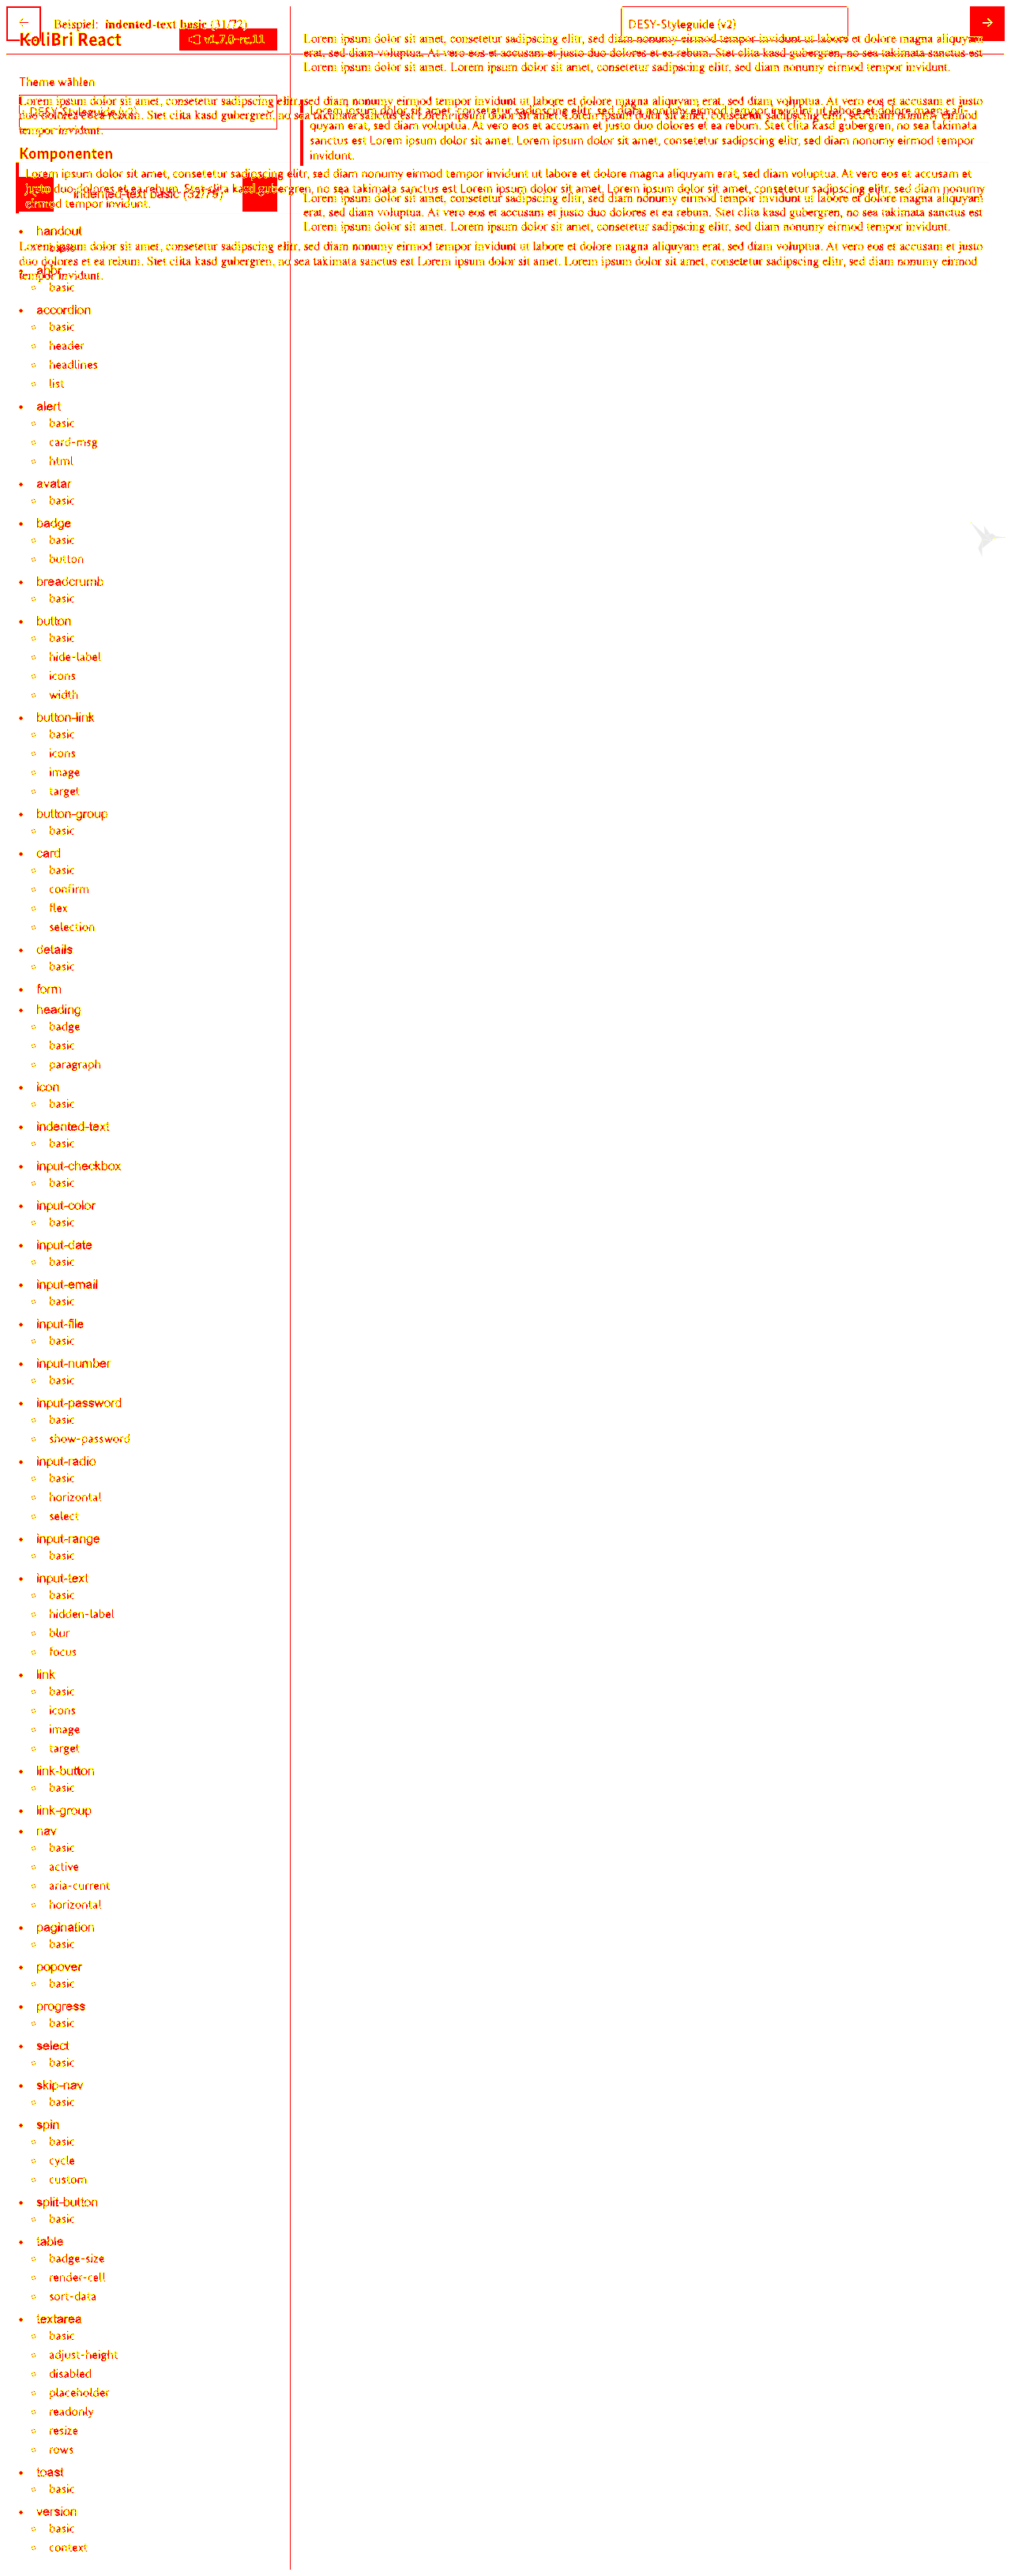 ← Beispiel: indented-text basic (31/72)
DESY-Styleguide (v2)
→
KoliBri React
v1.7.0-rc.11
Lorem ipsum dolor sit amet, consetetur sadipscing elitr, sed diam nonumy eirmod tempor invidunt ut labore et dolore magna aliquyam
erat, sed diam voluptua. At vero eos et accusam et justo duo dolores et ea rebum. Stet clita kasd gubergren, no sea takimata sanctus est
Lorem ipsum dolor sit amet. Lorem ipsum dolor sit amet, consetetur sadipscing elitr, sed diam nonumy eirmod tempor invidunt.
Theme wählen
Lorem ipsum dolor sit amet, consetetur sadipscing elitr, sed diam nonumy eirmod tempor invidunt ut labore et dolore magna aliquyam erat, sed diam voluptua. At vero eos et accusam et justo
duo dolores et ea rebum. Stet clita kasd gubergren, no sea takimata sanctus est Lorem ipsum dolor sit amet. Lorem ipsum dolor sit amet, consetetur sadipscing elitr, sed diam nonumy eirmod
tempor invidunt.
DESY-Styleguide (v2)
Lorem ipsum dolor sit amet, consetetur sadipscing elitr, sed diam nonumy eirmod tempor invidunt ut labore et dolore magna ali-
quyam erat, sed diam voluptua. At vero eos et accusam et justo duo dolores et ea rebum. Stet clita kasd gubergren, no sea takimata
sanctus est Lorem ipsum dolor sit amet. Lorem ipsum dolor sit amet, consetetur sadipscing elitr, sed diam nonumy eirmod tempor
invidunt.
Komponenten
Lorem ipsum dolor sit amet, consetetur sadipscing elitr, sed diam nonumy eirmod tempor invidunt ut labore et dolore magna aliquyam erat, sed diam voluptua. At vero eos et accusam et
justo duo dolores et ea rebum. Stet clita kasd gubergren, no sea takimata sanctus est Lorem ipsum dolor sit amet. Lorem ipsum dolor sit amet, consetetur sadipscing elitr, sed diam nonumy
eirmod tempor invidunt.
indented-text basic (32/76)
Lorem ipsum dolor sit amet, consetetur sadipscing elitr, sed diam nonumy eirmod tempor invidunt ut labore et dolore magna aliquyam
erat, sed diam voluptua. At vero eos et accusam et justo duo dolores et ea rebum. Stet clita kasd gubergren, no sea takimata sanctus est
Lorem ipsum dolor sit amet. Lorem ipsum dolor sit amet, consetetur sadipscing elitr, sed diam nonumy eirmod tempor invidunt.
handout
Lorem ipsum dolor sit amet, consetetur sadipscing elitr, sed diam nonumy eirmod tempor invidunt ut labore et dolore magna aliquyam erat, sed diam voluptua. At vero eos et accusam et justo
duo dolores et ea rebum. Stet clita kasd gubergren, no sea takimata sanctus est Lorem ipsum dolor sit amet. Lorem ipsum dolor sit amet, consetetur sadipscing elitr, sed diam nonumy eirmod
tempor invidunt.
abbr
basic
accordion
basic
header
headlines
list
alert
basic
card-msg
html
avatar
basic
badge
basic
button
breadcrumb
basic
button
basic
hide-label
icons
width
button-link
basic
icons
image
target
button-group
basic
card
basic
confirm
flex
selection
details
basic
form
heading
badge
basic
paragraph
icon
basic
indented-text
basic
input-checkbox
basic
input-color
basic
input-date
basic
input-email
basic
input-file
basic
input-number
basic
input-password
basic
show-password
input-radio
basic
horizontal
select
input-range
basic
input-text
basic
hidden-label
blur
focus
link
basic
icons
image
target
link-button
basic
link-group
nav
basic
active
aria-current
horizontal
pagination
basic
popover
basic
progress
basic
select
basic
skip-nav
basic
spin
basic
cycle
custom
split-button
basic
table
badge-size
render-cell
sort-data
textarea
basic
adjust-height
disabled
placeholder
readonly
resize
rows
toast
basic
version
basic
context